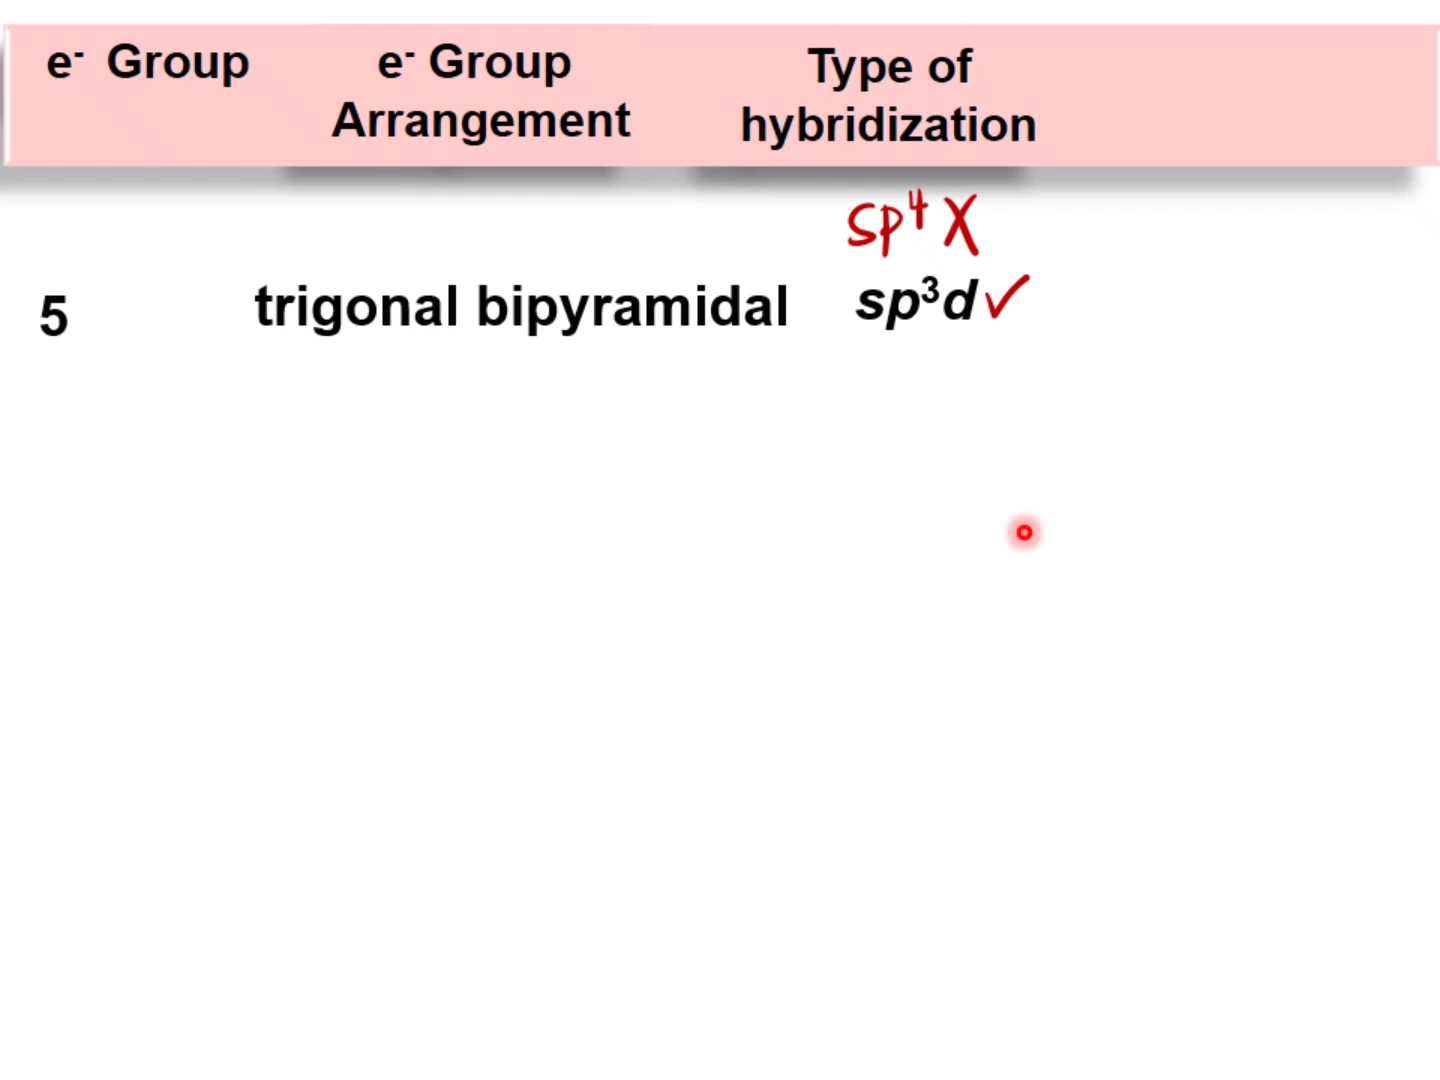 e⁻ Group
e⁻ Group Arrangement
Type of hybridization
sp⁴ X
5 trigonal bipyramidal sp³d ✓